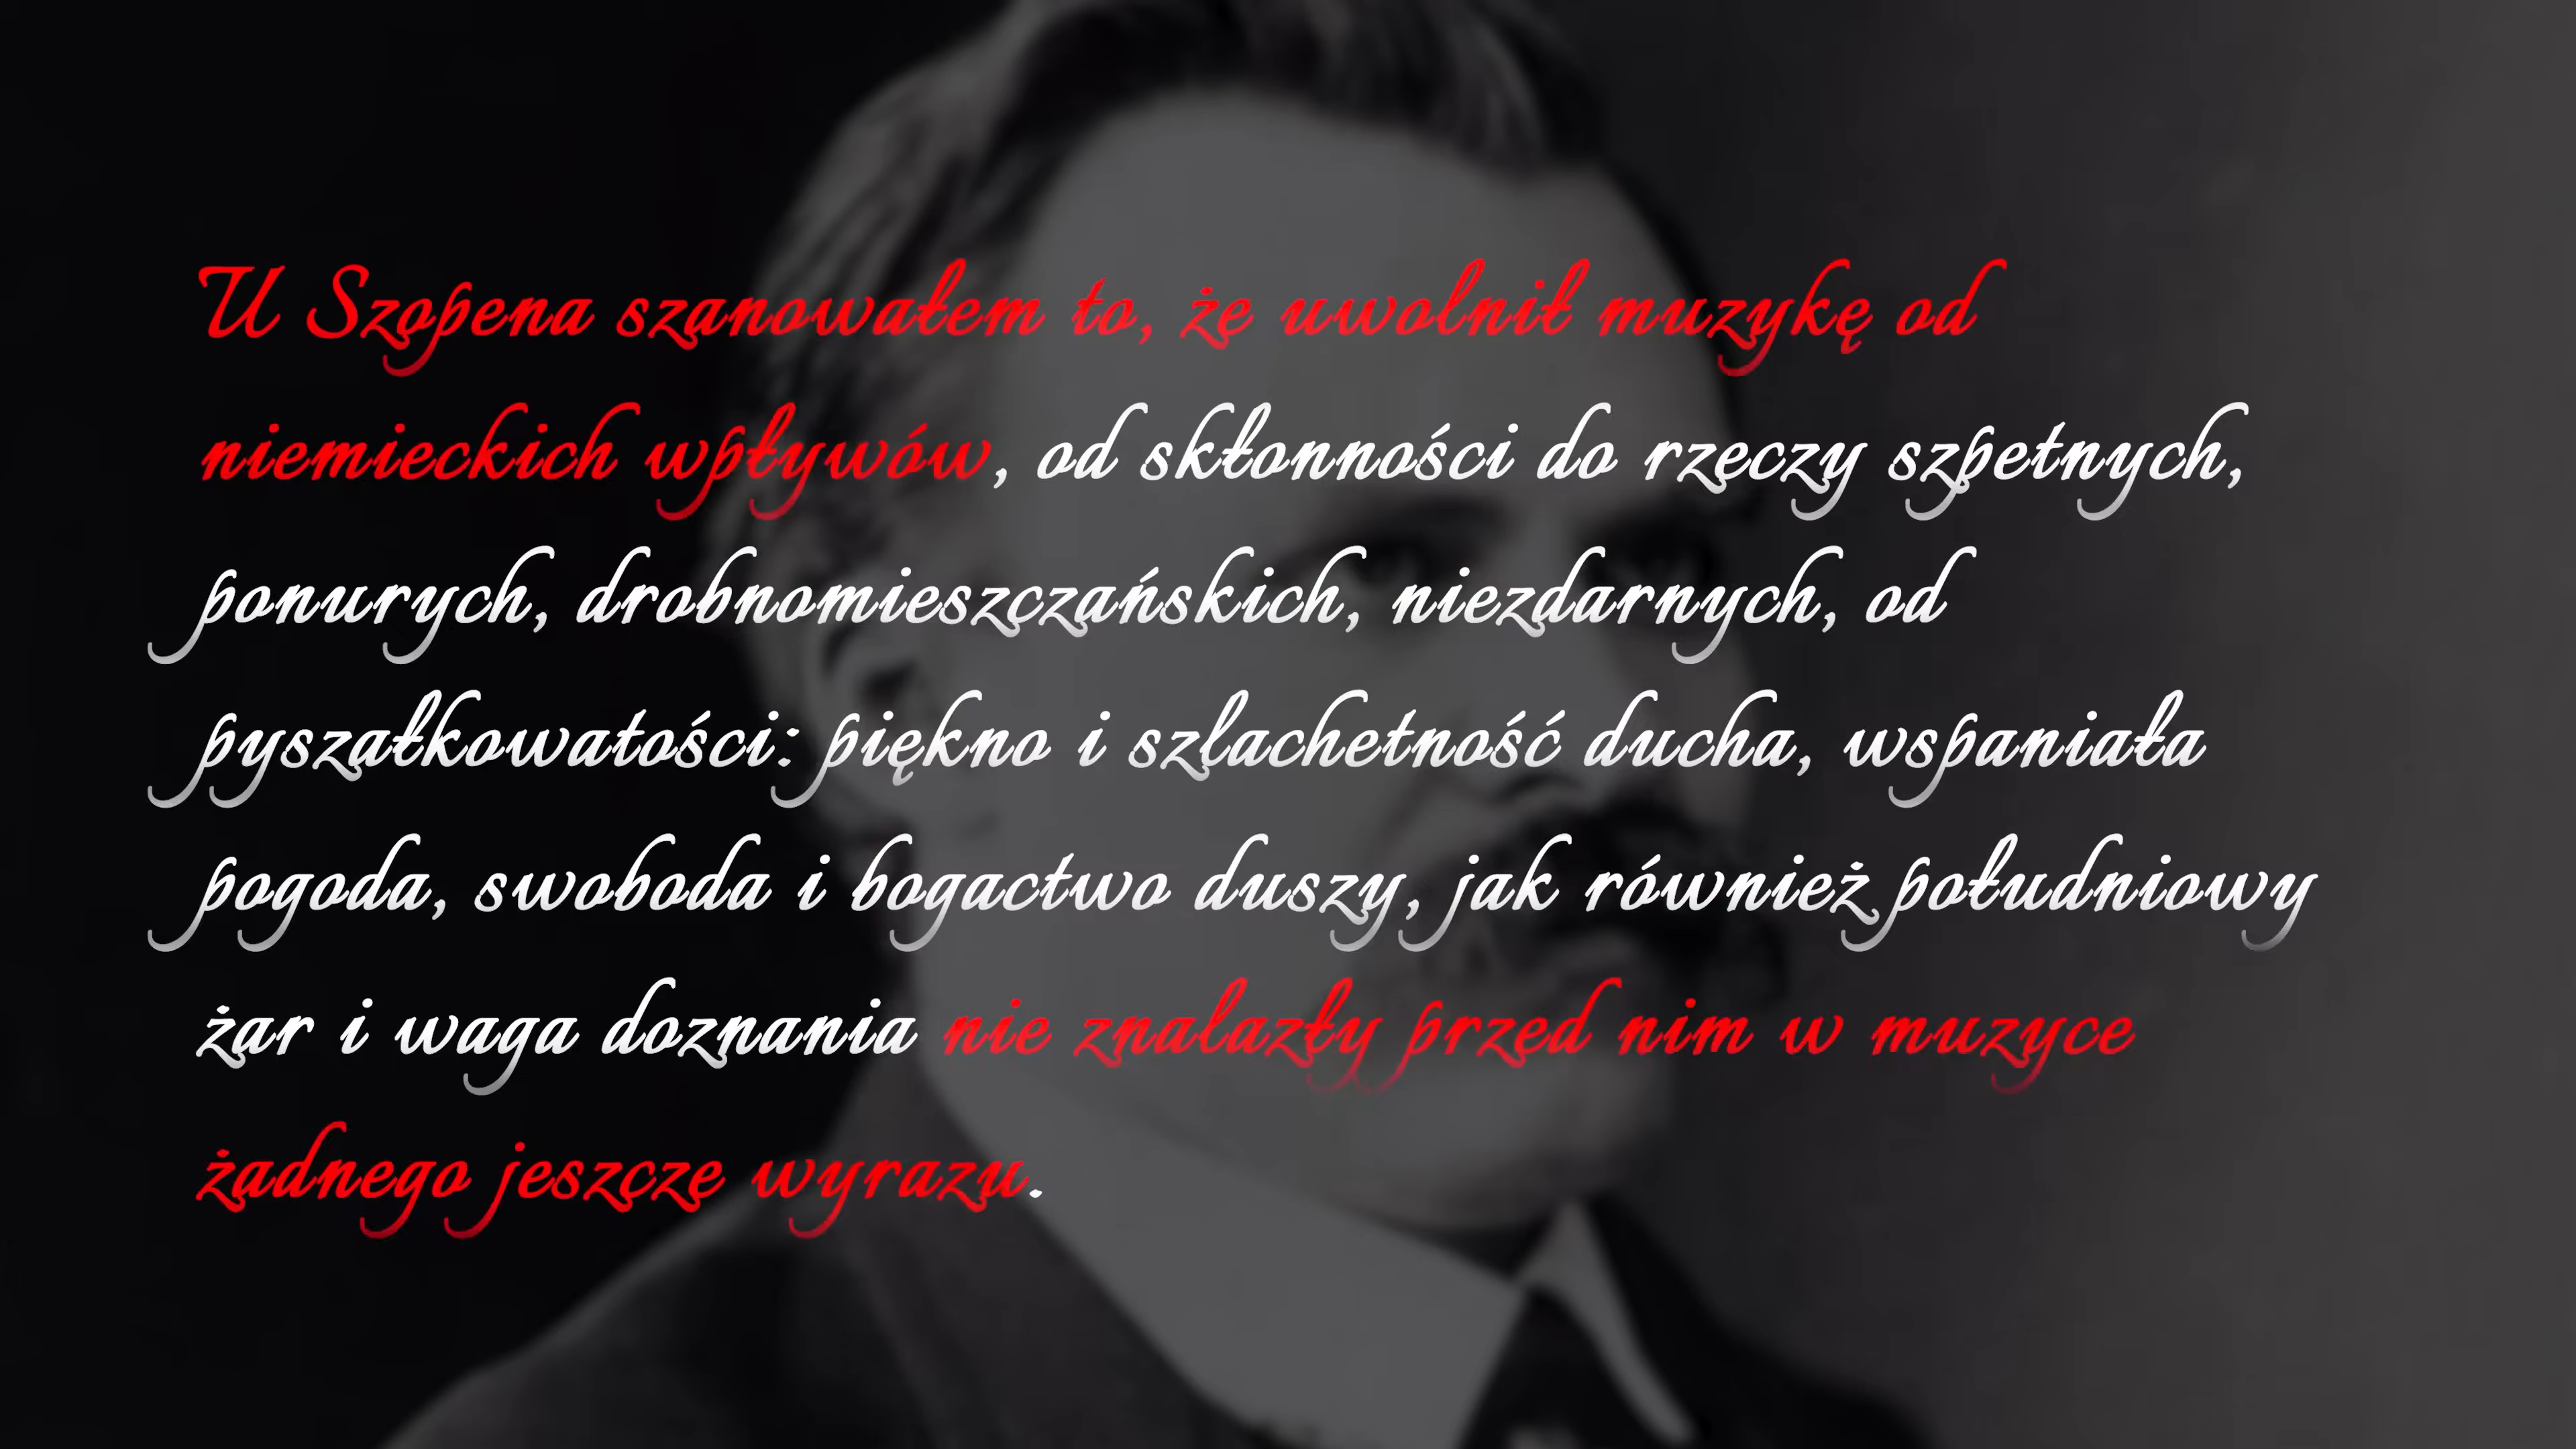 U Szopena szanowałem to, że uwolnił muzykę od
niemieckich wpływów, od skłonności do rzeczy szpetnych,
ponurych, drobnomieszczańskich, niezdarnych, od
pyszałkowatości: piękno i szlachetność ducha, wspaniała
pogoda, swoboda i bogactwo duszy, jak również południowy
żar i waga doznania nie znalazły przed nim w muzyce
żadnego jeszcze wyrazu.